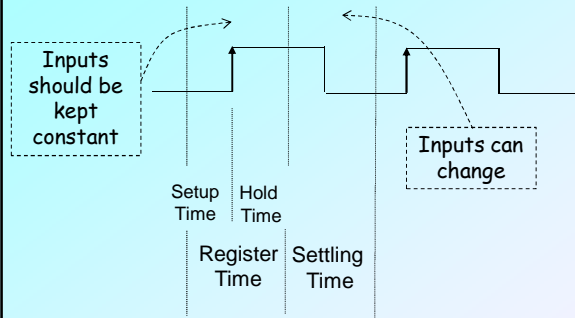 Inputs
should be
kept
constant
Inputs can
change
Setup
Time
Hold
Time
Register
Time
Settling
Time